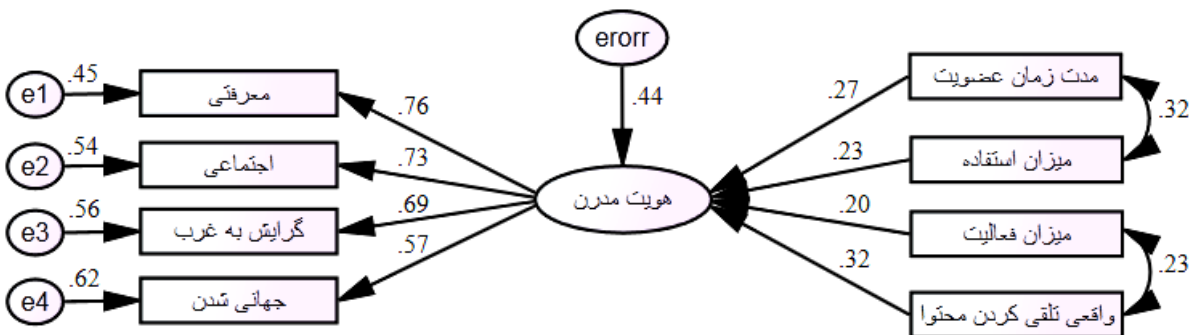 erorr
.44
e1
.45
معرفتی
.76
e2
.54
اجتماعی
.73
e3
.56
گرایش به غرب
.69
e4
.62
جهانی شدن
.57
هویت مدرن
مدت زمان عضویت
.27
.32
میزان استفاده
.23
میزان فعالیت
.20
.23
واقعی تلقی کردن محتوا
.32